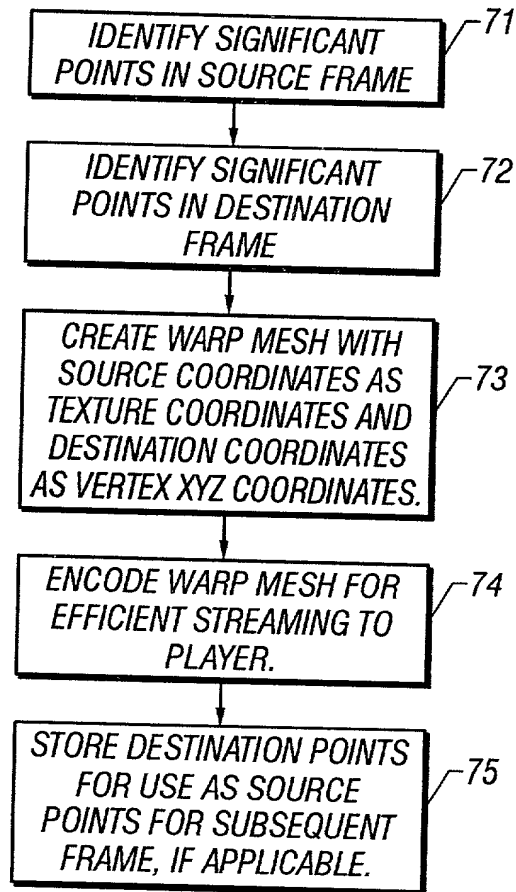 IDENTIFY SIGNIFICANT
POINTS IN SOURCE FRAME
71
IDENTIFY SIGNIFICANT
POINTS IN DESTINATION
FRAME
72
CREATE WARP MESH WITH
SOURCE COORDINATES AS
TEXTURE COORDINATES AND
DESTINATION COORDINATES
AS VERTEX XYZ COORDINATES.
73
ENCODE WARP MESH FOR
EFFICIENT STREAMING TO
PLAYER.
74
STORE DESTINATION POINTS
FOR USE AS SOURCE
POINTS FOR SUBSEQUENT
FRAME, IF APPLICABLE.
75